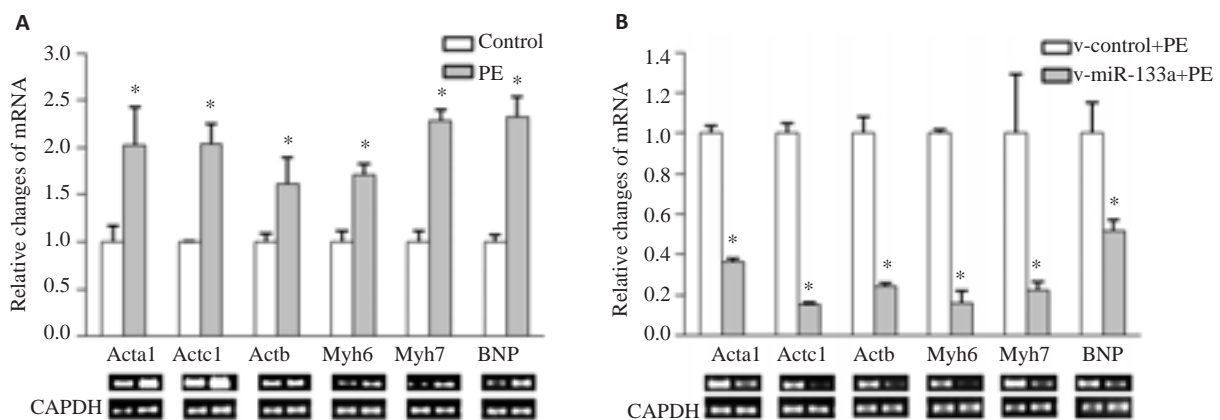 A
Relative changes of mRNA
3.0
2.5
2.0
1.5
1.0
0.5
0.0
Control
PE
*
*
*
*
*
*
Acta1 Actc1 Actb Myh6 Myh7 BNP
CAPDH
B
Relative changes of mRNA
1.4
1.2
1.0
0.8
0.6
0.4
0.2
0.0
v-control+PE
v-miR-133a+PE
*
*
*
*
*
*
Acta1 Actc1 Actb Myh6 Myh7 BNP
CAPDH